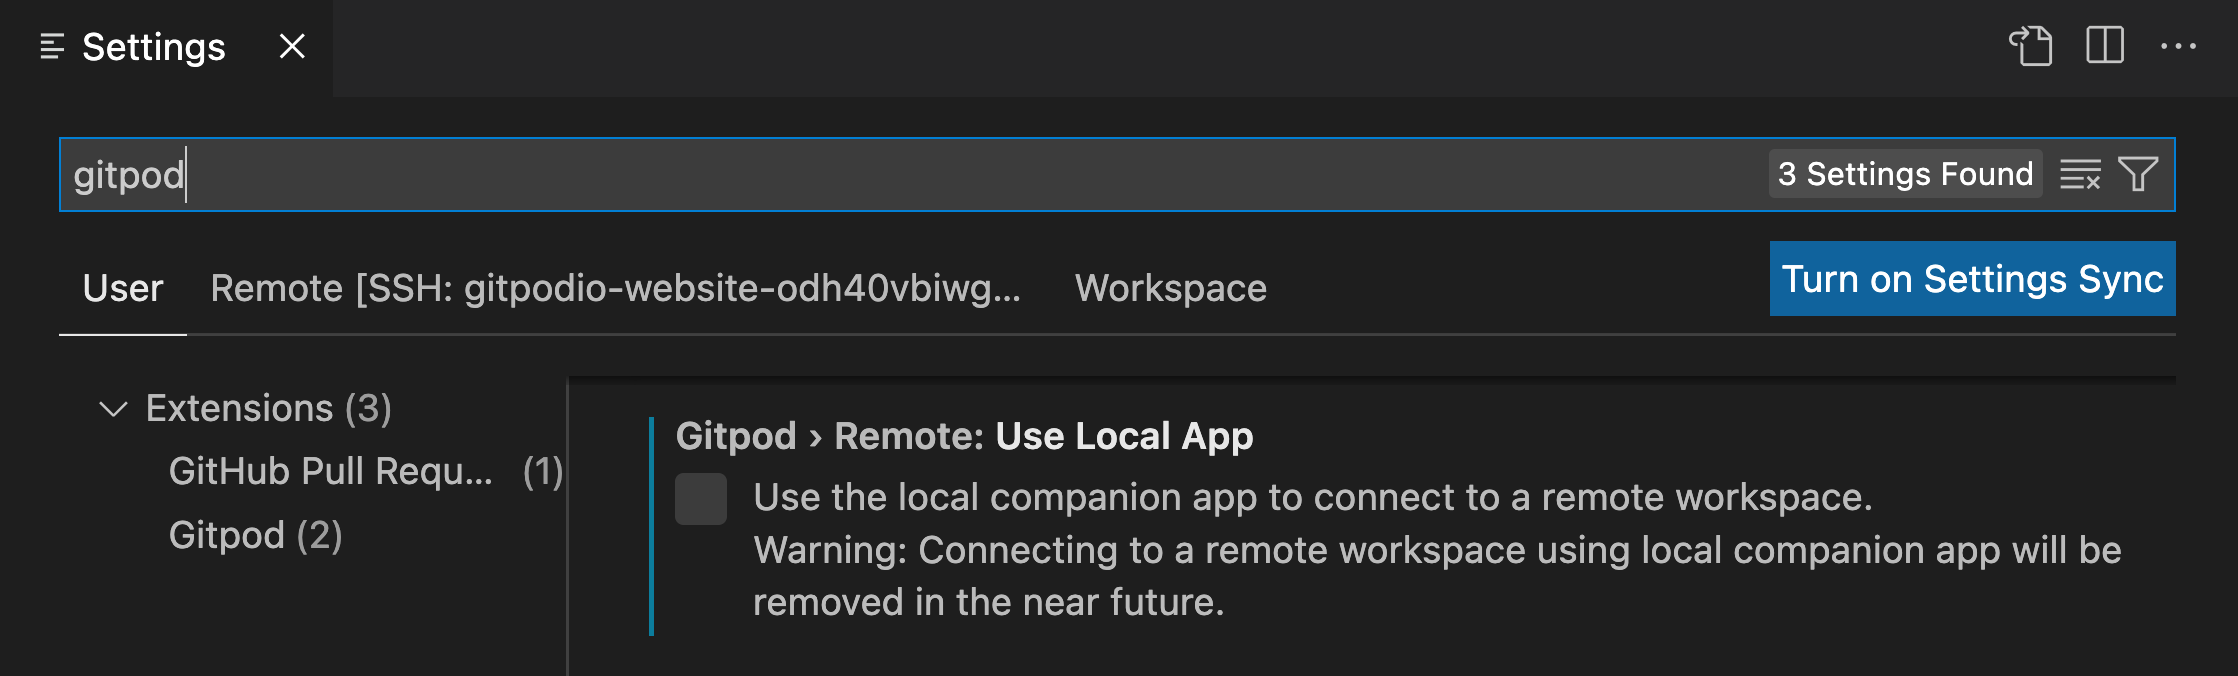 Settings
gitpod
3 Settings Found
User
Remote [SSH: gitpodio-website-odh40vbiwg...
Workspace
Turn on Settings Sync
Extensions (3)
GitHub Pull Requ... (1)
Gitpod (2)
Gitpod › Remote: Use Local App
Use the local companion app to connect to a remote workspace.
Warning: Connecting to a remote workspace using local companion app will be
removed in the near future.